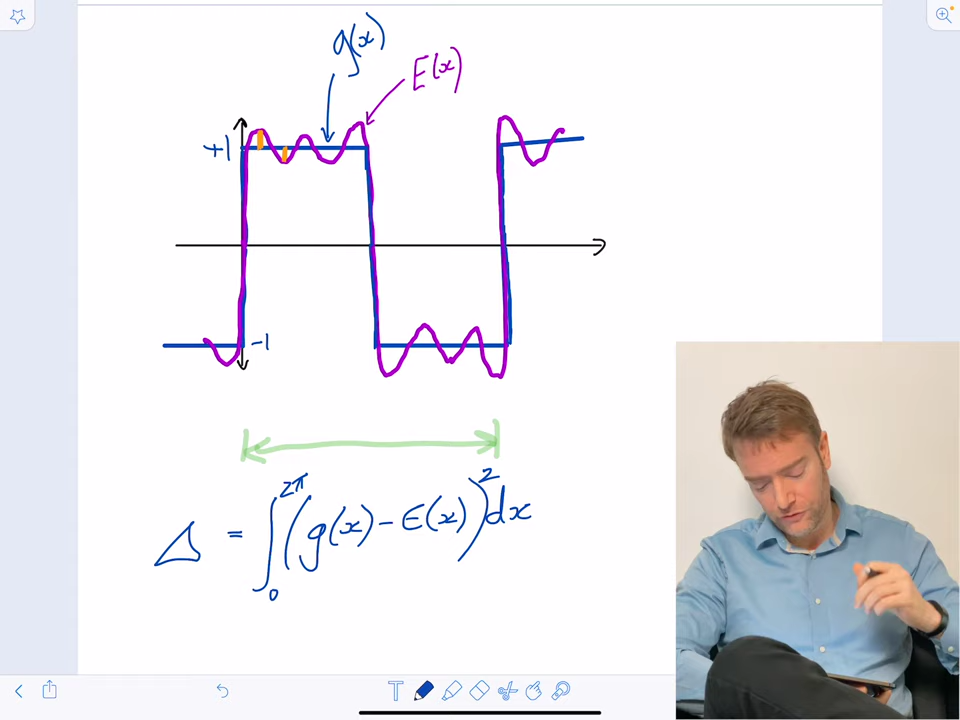 g(x)
E(x)
+1
-1
Δ = ∫₀^2π (g(x) - E(x))² dx
T